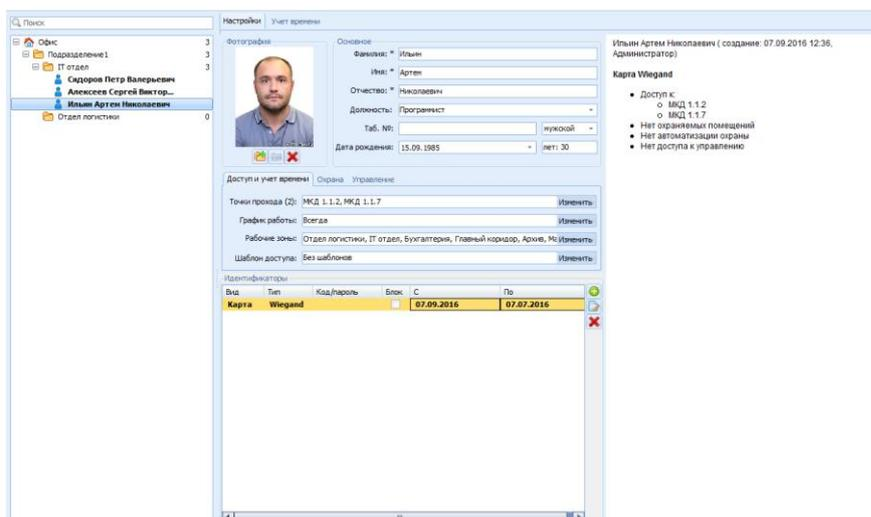 Поиск
Настройки Учет времени
Офис 3
Подразделение1 3
IT отдел 3
Сидоров Петр Валерьевич
Алексеев Сергей Виктор...
Ильин Артем Николаевич
Отдел логистики 0
Фотография
Основное
Фамилия: * Ильин
Имя: * Артем
Отчество: * Николаевич
Должность: Программист
Таб. №: мужской
Дата рождения: 15.09.1985 лет: 30
Доступ и учет времени Охрана Управление
Точки прохода (2): МКД 1.1.2, МКД 1.1.7 Изменить
График работы: Всегда Изменить
Рабочие зоны: Отдел логистики, IT отдел, Бухгалтерия, Главный коридор, Архив, Ма Изменить
Шаблон доступа: Без шаблонов Изменить
Идентификаторы
Вид Тип Код/пароль Блок С По
Карта Wiegand 07.09.2016 07.07.2016
Ильин Артем Николаевич ( создание: 07.09.2016 12:36,
Администратор)
Карта Wiegand
Доступ к:
МКД 1.1.2
МКД 1.1.7
Нет охраняемых помещений
Нет автоматизации охраны
Нет доступа к управлению